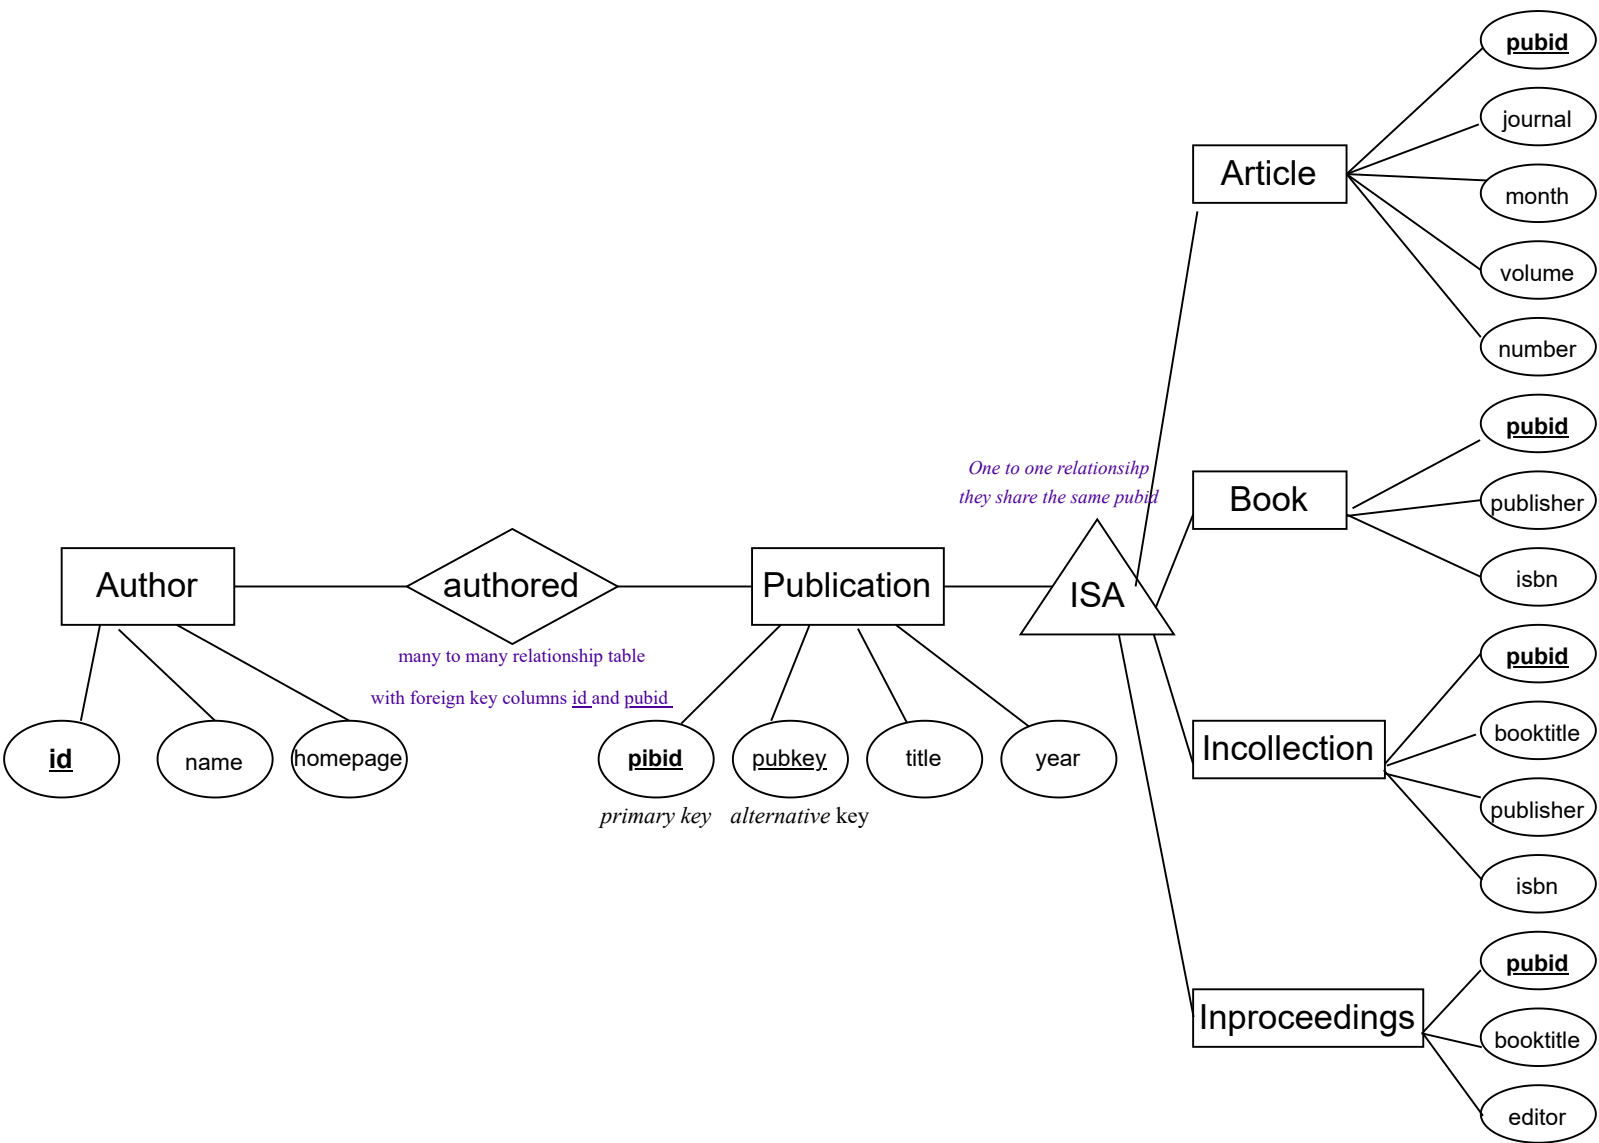 pubid
journal
Article
month
volume
number
pubid
One to one relationsihp
they share the same pubid
Book
publisher
isbn
Author
authored
Publication
ISA
many to many relationship table
with foreign key columns id and pubid
pubid
booktitle
Incollection
publisher
isbn
id
name
homepage
pibid
pubkey
title
year
primary key
alternative key
pubid
Inproceedings
booktitle
editor